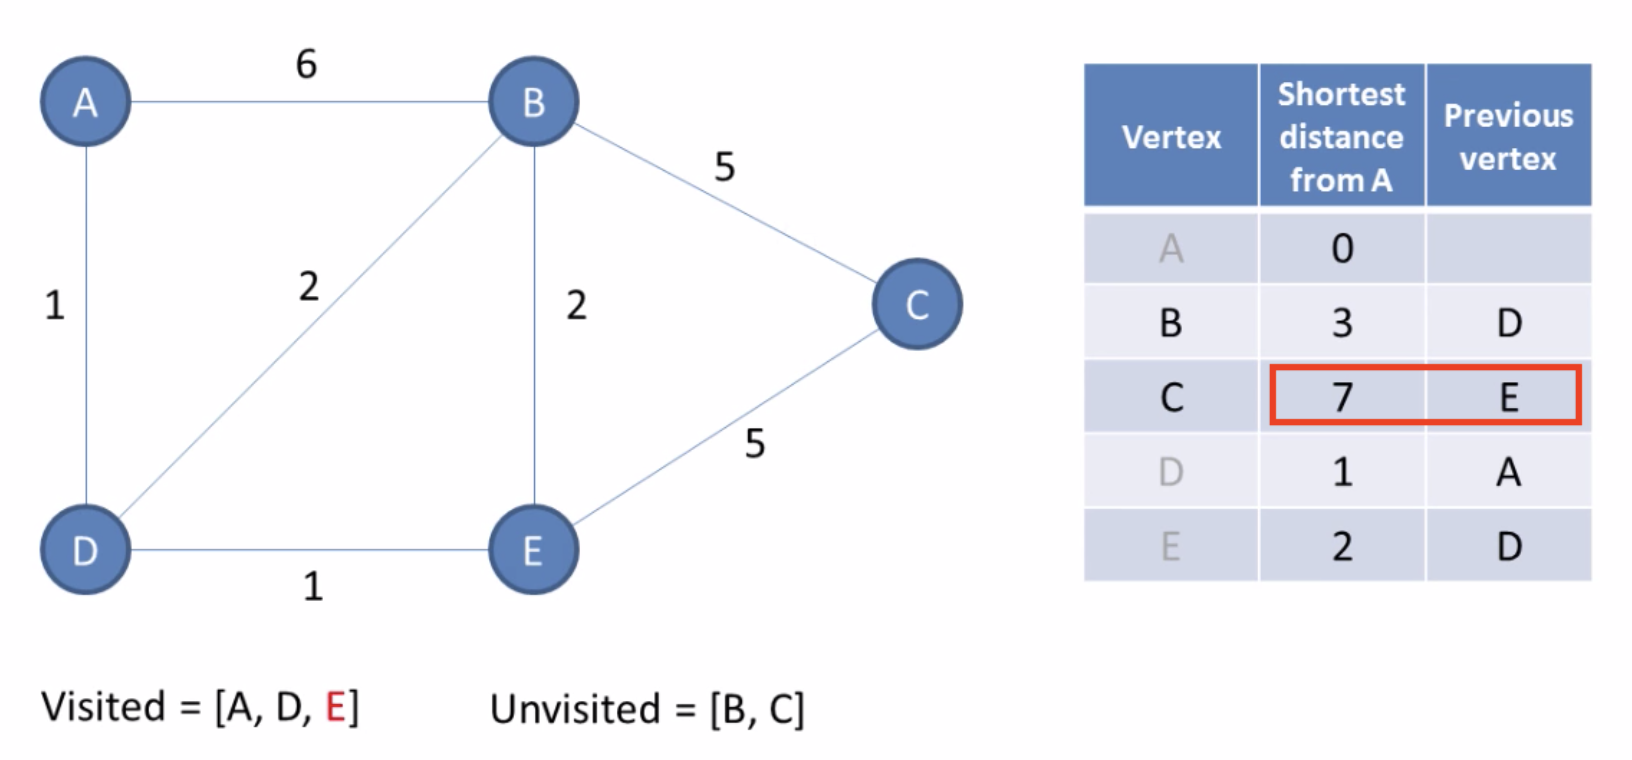 6
A
B
5
2
1
2
C
5
D
E
1
Vertex
Shortest
distance
from A
Previous
vertex
A 0
B 3 D
C 7 E
D 1 A
E 2 D
Visited = [A, D, E]
Unvisited = [B, C]